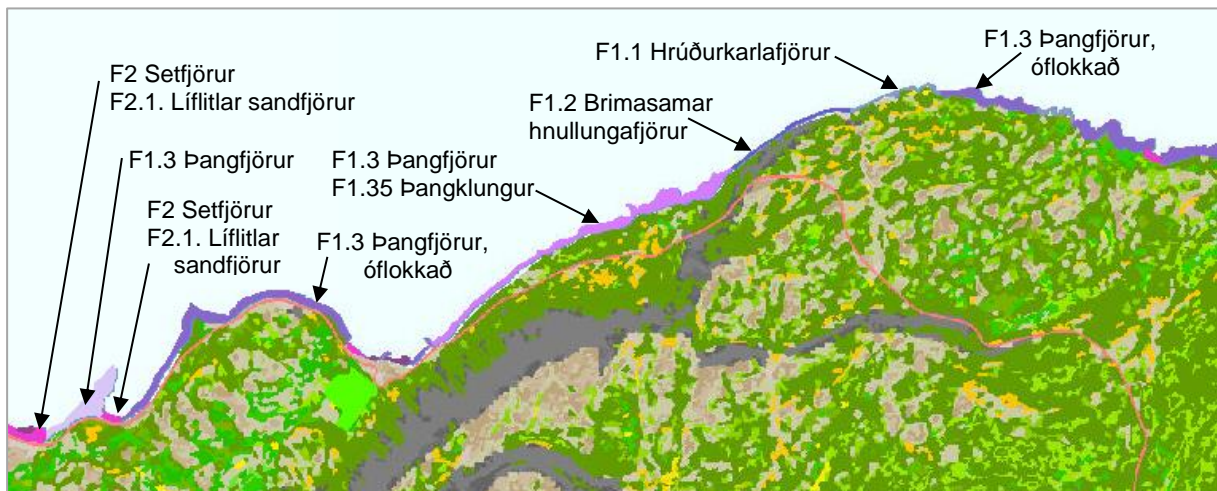 F2 Setfjörur
F2.1. Líflitlar sandfjörur
F1.3 Þangfjörur
F2 Setfjörur
F2.1. Líflitlar
sandfjörur
F1.3 Þangfjörur,
óflokkað
F1.3 Þangfjörur
F1.35 Þangklungur
F1.2 Brimasamar
hnullungafjörur
F1.1 Hrúðurkarlafjörur
F1.3 Þangfjörur,
óflokkað